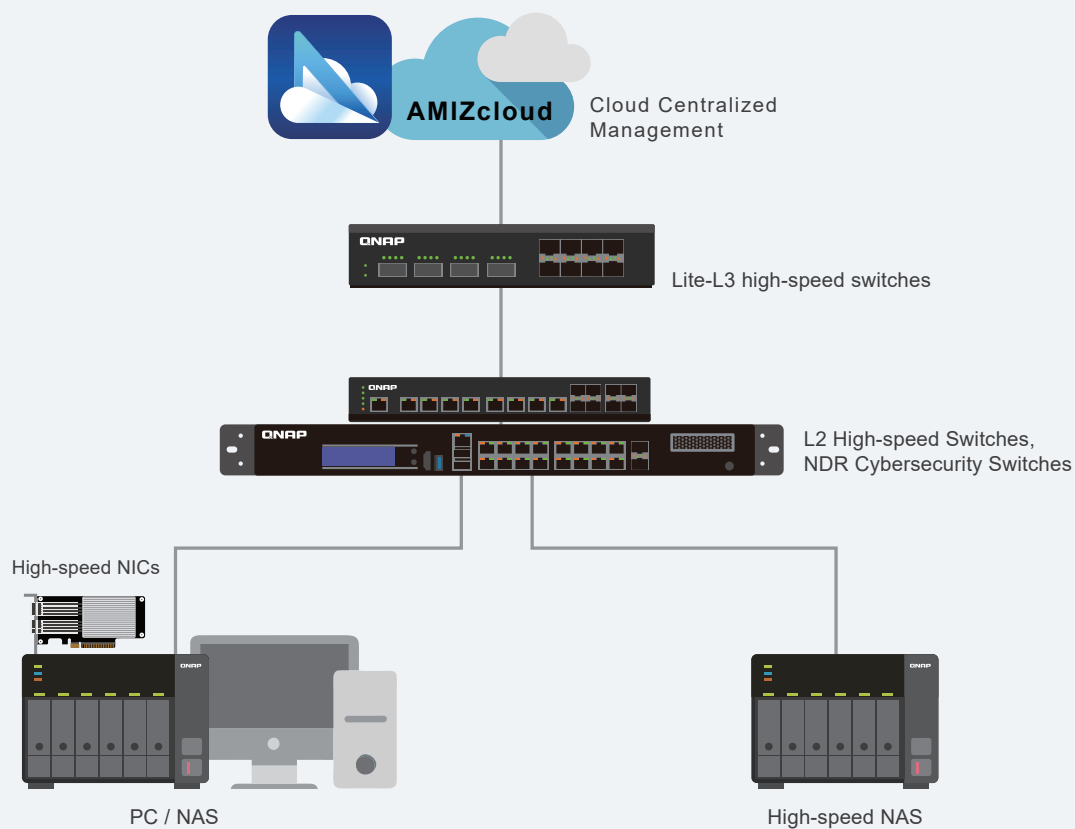 AMIZcloud
Cloud Centralized
Management
QNAP
Lite-L3 high-speed switches
QNAP
QNAP
L2 High-speed Switches,
NDR Cybersecurity Switches
High-speed NICs
QNAP
QNAP
PC / NAS
High-speed NAS